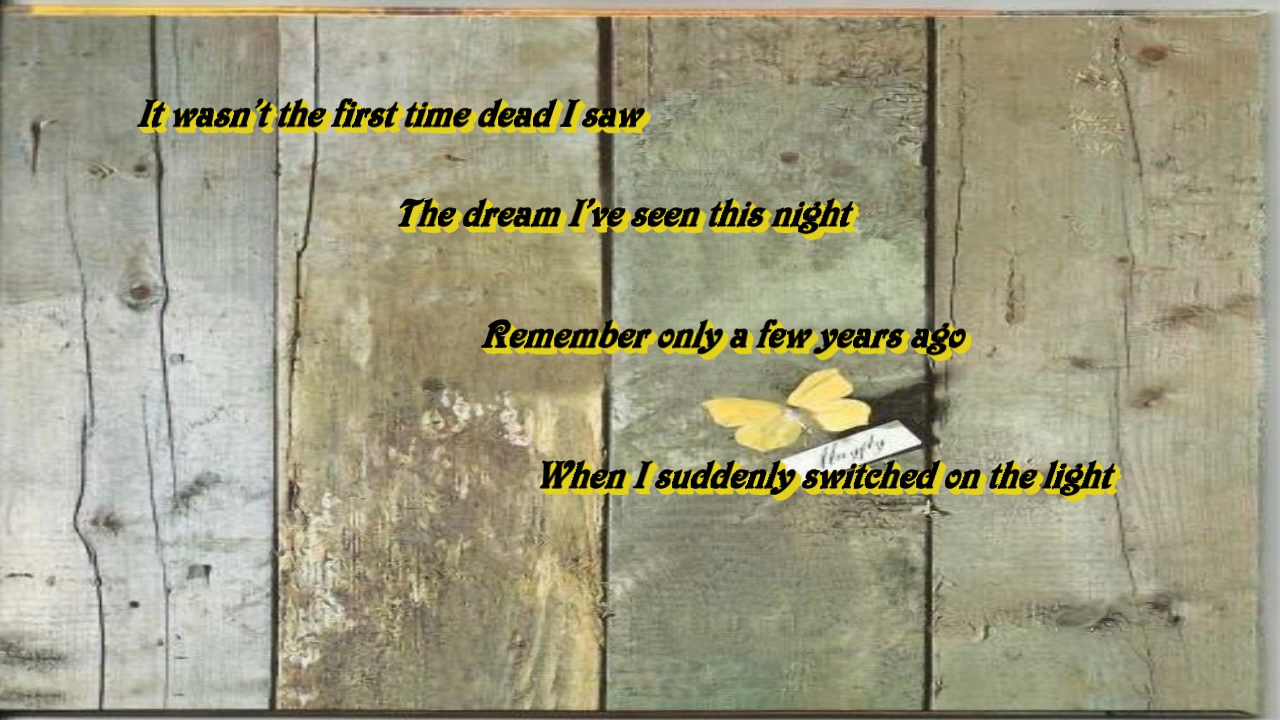 It wasn't the first time dead I saw
The dream I've seen this night
Remember only a few years ago
When I suddenly switched on the light